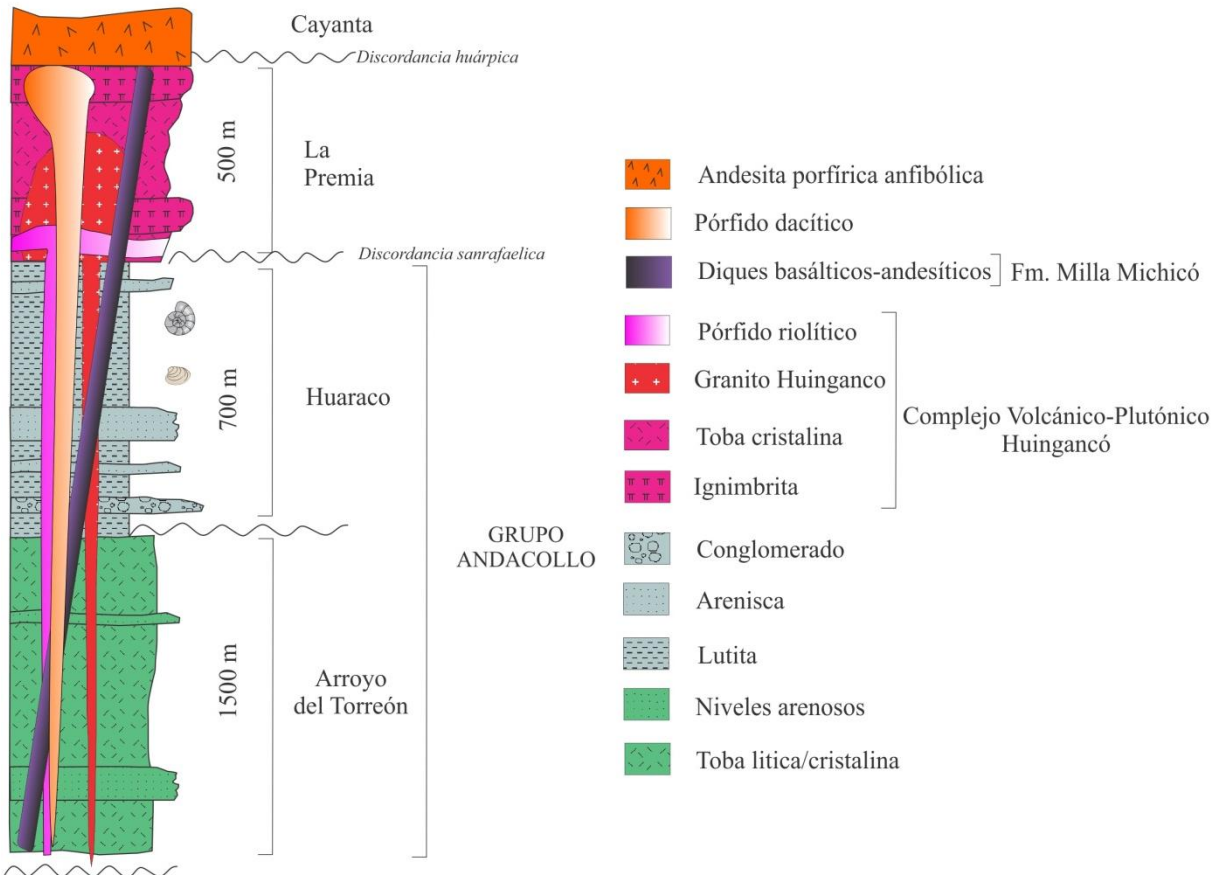 Cayanta
Discordancia huárpica
500 m
La
Premia
Discordancia sanrafaelica
700 m
Huaraco
GRUPO
ANDACOLLO
1500 m
Arroyo
del Torreón
Andesita porfírica anfibólica
Pórfido dacítico
Diques basálticos-andesíticos
Fm. Milla Michicó
Pórfido riolítico
Granito Huinganco
Toba cristalina
Ignimbrita
Complejo Volcánico-Plutónico
Huingancó
Conglomerado
Arenisca
Lutita
Niveles arenosos
Toba litica/cristalina